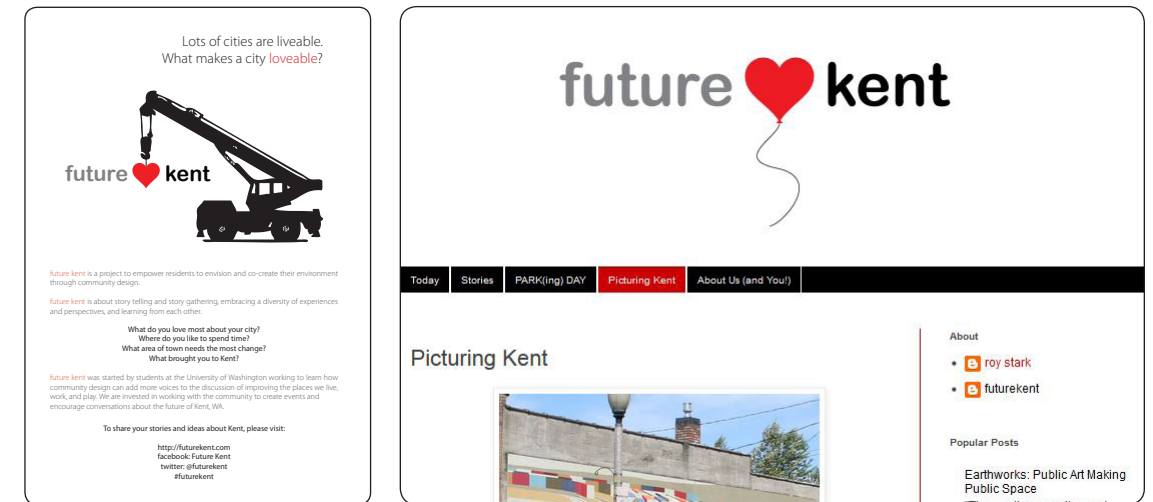 Lots of cities are liveable.
What makes a city loveable?
future kent
future kent is a project to empower residents to envision and co-create their environment
through community design.
future kent is about story telling and story gathering, embracing a diversity of experiences
and perspectives, and learning from each other.
What do you love most about your city?
Where do you like to spend time?
What area of town needs the most change?
What brought you to Kent?
future kent was started by students at the University of Washington working to learn how
community design can add more voices to the discussion of improving the places we live,
work, and play. We are invested in working with the community to create events and
encourage conversations about the future of Kent, WA.
To share your stories and ideas about Kent, please visit:
http://futurekent.com
facebook: Future Kent
twitter: @futurekent
#futurekent
future kent
Today Stories PARK(ing) DAY Picturing Kent About Us (and You!)
Picturing Kent
About
roy stark
futurekent
Popular Posts
Earthworks: Public Art Making
Public Space